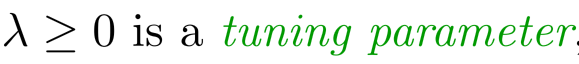 λ ≥ 0 is a tuning parameter,